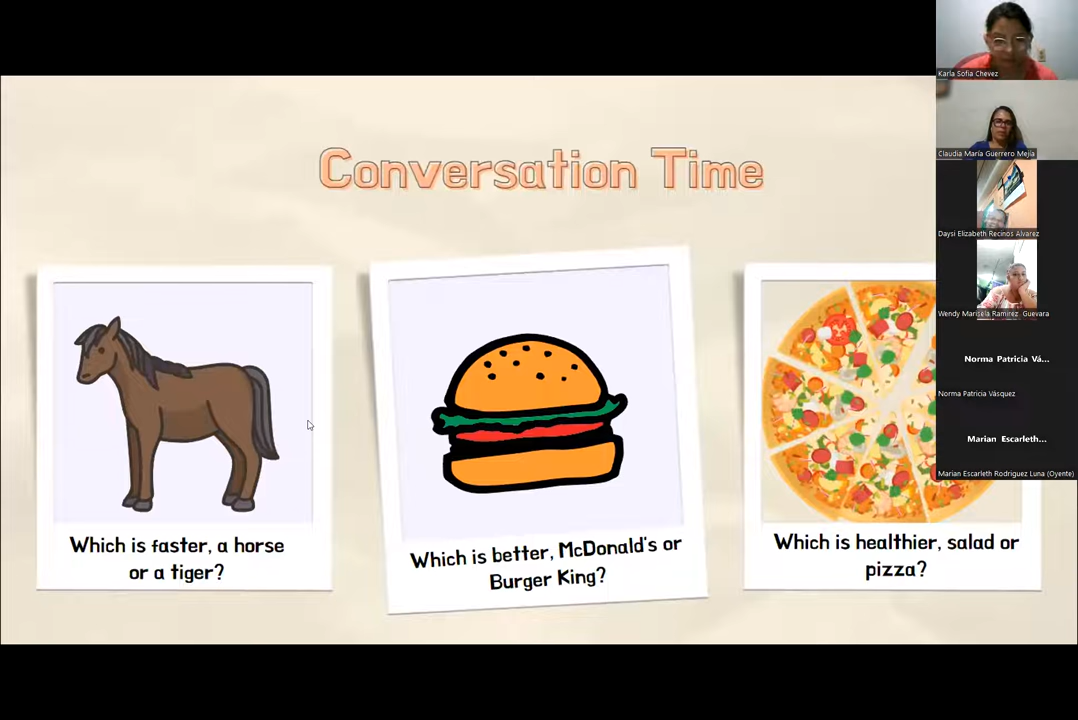 Conversation Time
Which is faster, a horse
or a tiger?
Which is better, McDonald's or
Burger King?
Which is healthier, salad or
pizza?
Karla Sofia Chevez
Claudia María Guerrero Mejía
Daysi Elizabeth Recinos Alvarez
Wendy Marisela Ramirez Guevara
Norma Patricia Vá...
Norma Patricia Vásquez
Marian Escarleth...
Marian Escarleth Rodriguez Luna (Oyente)